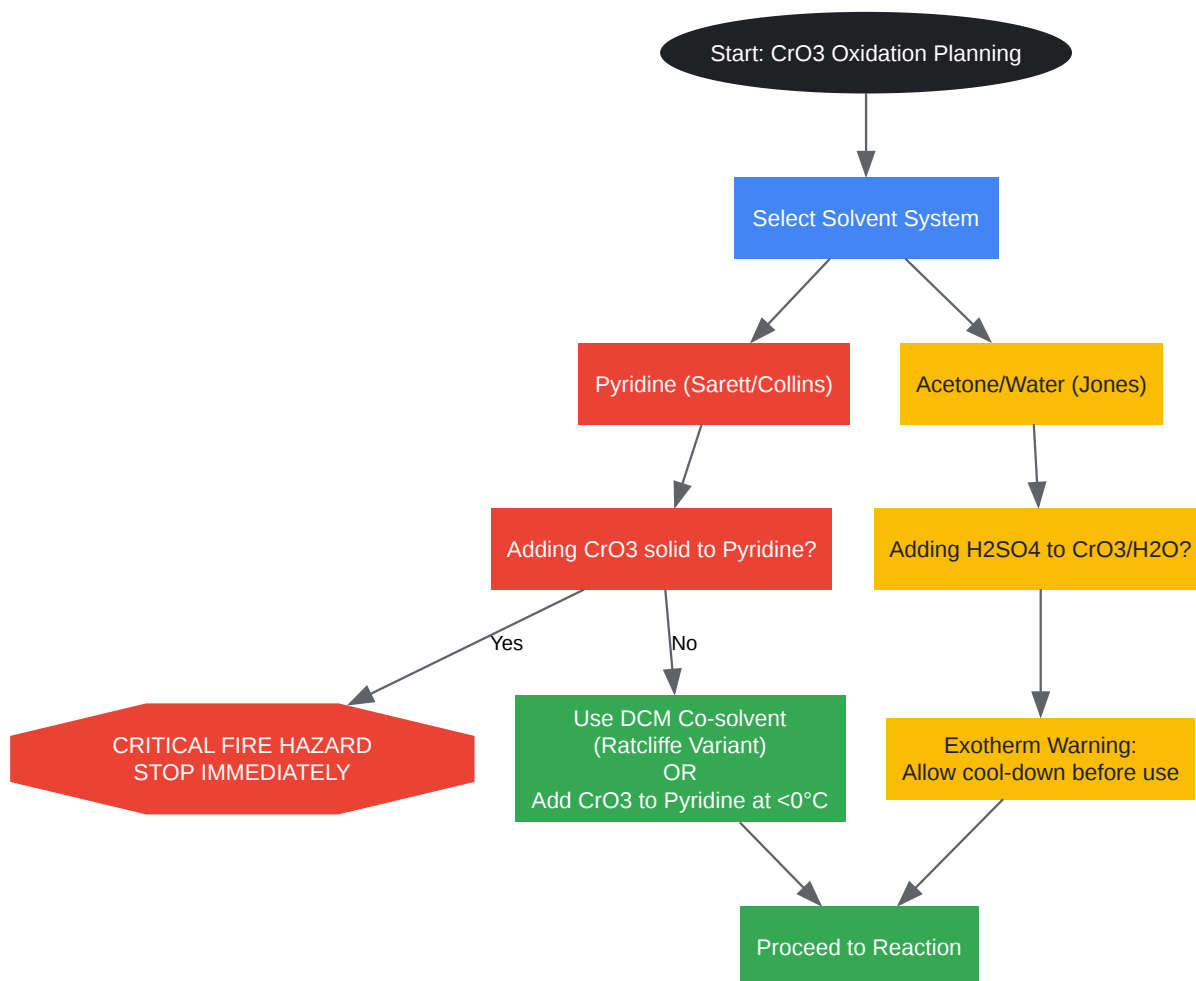 Start: CrO3 Oxidation Planning
Select Solvent System
Pyridine (Sarett/Collins)
Acetone/Water (Jones)
Adding CrO3 solid to Pyridine?
Adding H2SO4 to CrO3/H2O?
Yes
No
CRITICAL FIRE HAZARD
STOP IMMEDIATELY
Use DCM Co-solvent
(Ratcliffe Variant)
OR
Add CrO3 to Pyridine at <0°C
Exotherm Warning:
Allow cool-down before use
Proceed to Reaction